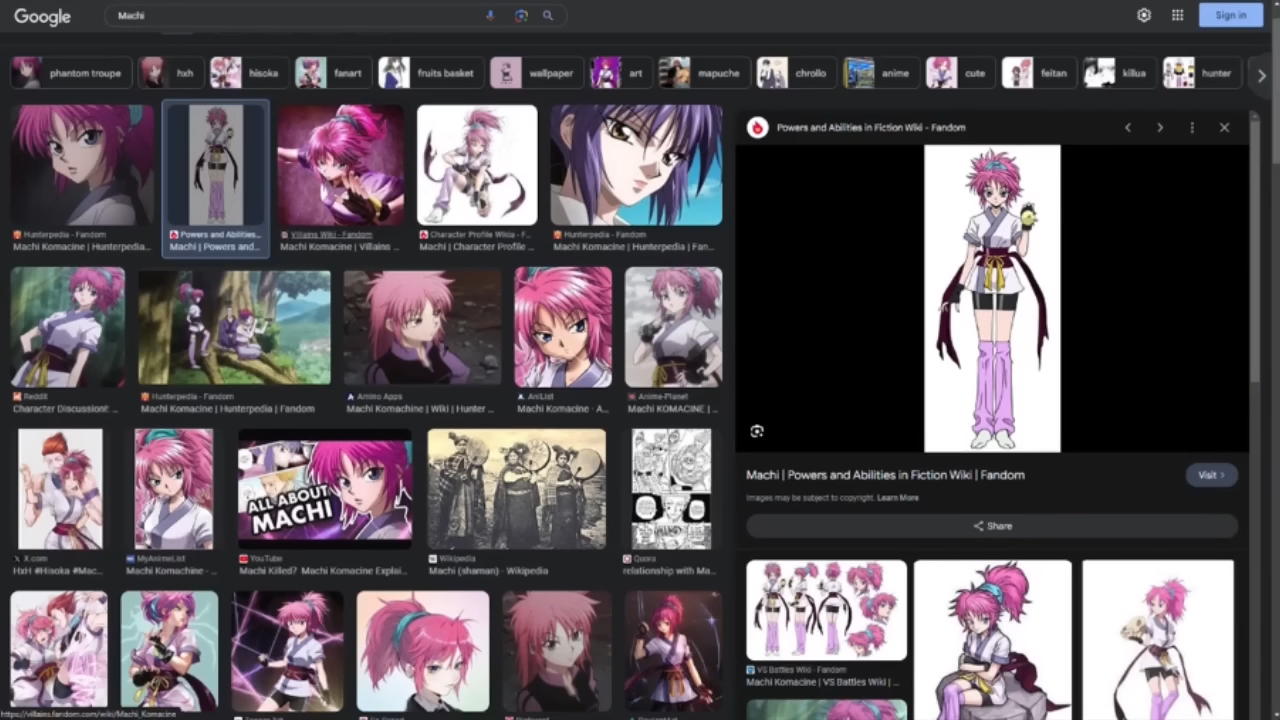 Google
Machi
Sign in
phantom troupe
hxh
hisoka
fanart
fruits basket
wallpaper
art
mapuche
chrollo
anime
cute
feitan
killua
hunter
Powers and Abilities in Fiction Wiki - Fandom
Hunterpedia - Fandom
Machi Komacine | Hunterpedia...
Powers and Abilities...
Machi | Powers and...
Villains Wiki - Fandom
Machi Komacine | Villains ...
Character Profile Wikia - F...
Machi | Character Profile ...
Hunterpedia - Fandom
Machi Komacine | Hunterpedia | Fan...
Reddit
Character Discussion!: ...
Hunterpedia - Fandom
Machi Komacine | Hunterpedia | Fandom
Amino Apps
Machi Komachine | Wiki | Hunter ...
AniList
Machi Komacine · A...
Anime-Planet
Machi KOMACINE | ...
Machi | Powers and Abilities in Fiction Wiki | Fandom
Visit >
Images may be subject to copyright. Learn More
Share
ALL ABOUT
MACHI
X.com
HxH #Hisoka #Mac...
MyAnimeList
Machi Komachine - ...
YouTube
Machi Killed? Machi Komacine Explai...
Wikipedia
Machi (shaman) - Wikipedia
Quora
relationship with Ma...
VS Battles Wiki - Fandom
Machi Komacine | VS Battles Wiki | ...
https://villains.fandom.com/wiki/Machi_Komacine